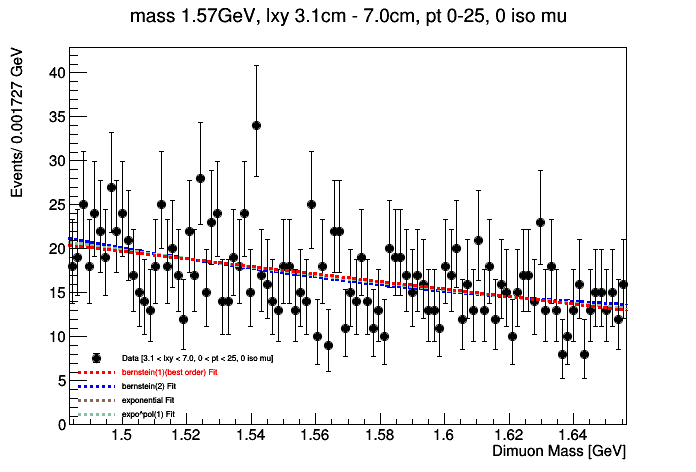 mass 1.57GeV, lxy 3.1cm - 7.0cm, pt 0-25, 0 iso mu
Events/ 0.001727 GeV
40
35
30
25
20
15
10
5
0
Data [3.1 < lxy < 7.0, 0 < pt < 25, 0 iso mu]
bernstein(1)(best order) Fit
bernstein(2) Fit
exponential Fit
expo^pol(1) Fit
1.5 1.52 1.54 1.56 1.58 1.6 1.62 1.64
Dimuon Mass [GeV]